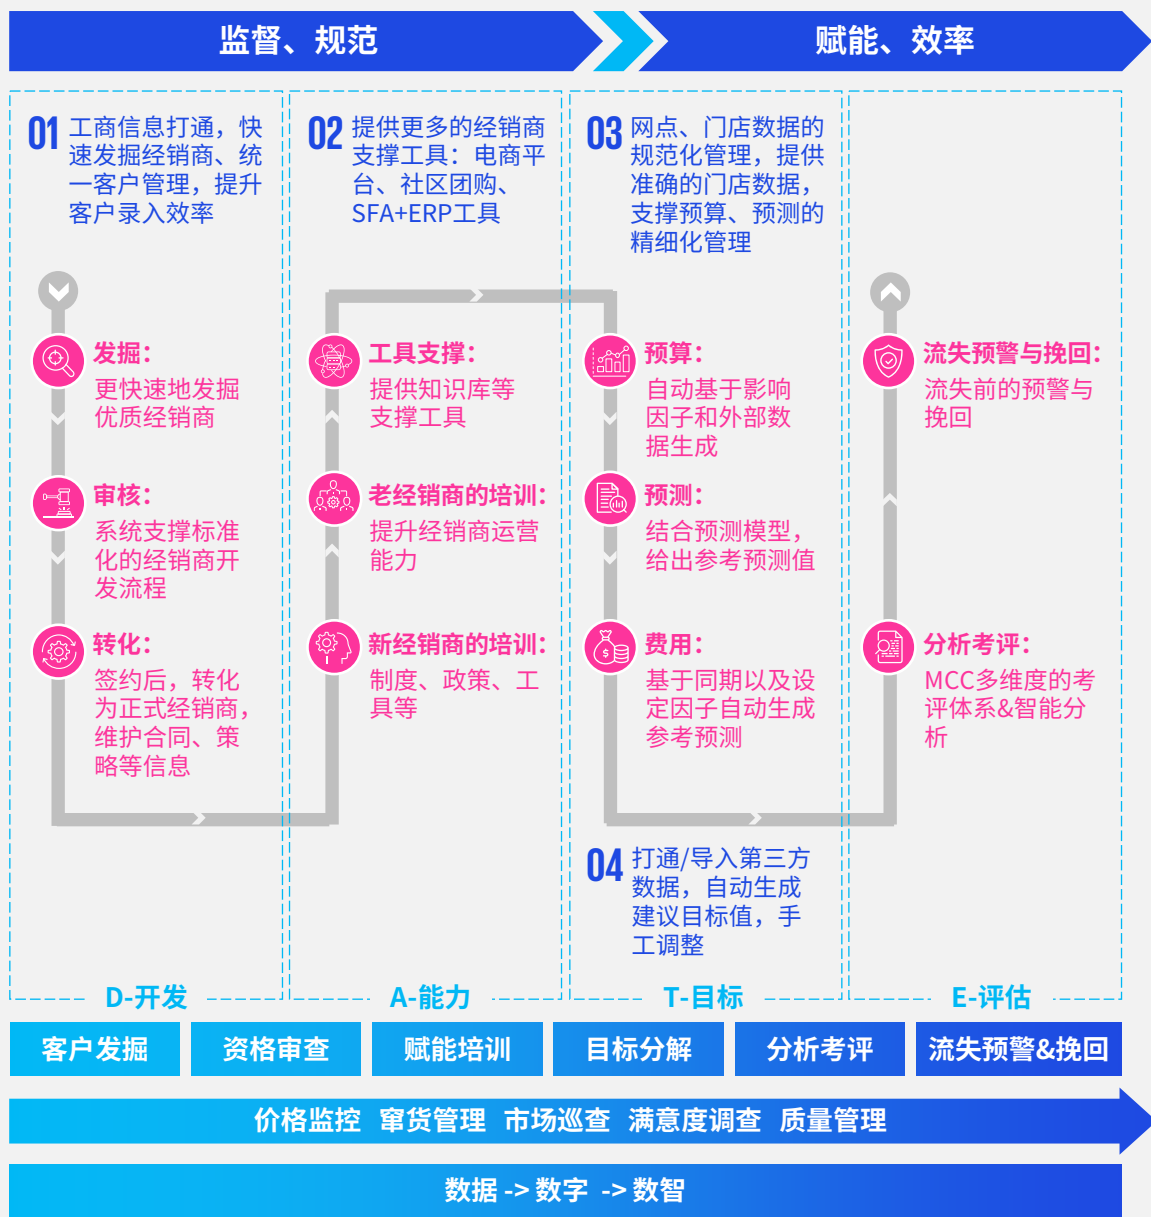 监督、规范
赋能、效率
01
工商信息打通，快
速发掘经销商、统
一客户管理，提升
客户录入效率
发掘：
更快速地发掘
优质经销商
审核：
系统支撑标准
化的经销商开
发流程
转化：
签约后，转化
为正式经销商，
维护合同、策
略等信息
D-开发
02
提供更多的经销商
支撑工具：电商平
台、社区团购、
SFA+ERP工具
工具支撑：
提供知识库等
支撑工具
老经销商的培训：
提升经销商运营
能力
新经销商的培训：
制度、政策、工
具等
A-能力
03
网点、门店数据的
规范化管理，提供
准确的门店数据，
支撑预算、预测的
精细化管理
预算：
自动基于影响
因子和外部数
据生成
预测：
结合预测模型，
给出参考预测值
费用：
基于同期以及设
定因子自动生成
参考预测
04
打通/导入第三方
数据，自动生成
建议目标值，手
工调整
T-目标
流失预警与挽回：
流失前的预警与
挽回
分析考评：
MCC多维度的考
评体系&智能分
析
E-评估
客户发掘
资格审查
赋能培训
目标分解
分析考评
流失预警&挽回
价格监控 窜货管理 市场巡查 满意度调查 质量管理
数据 -> 数字 -> 数智